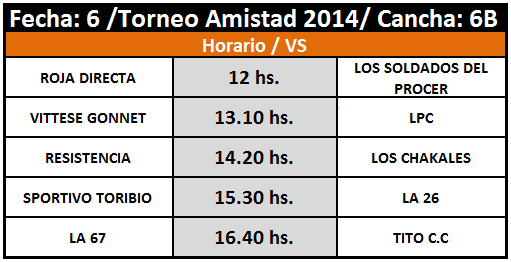 Fecha: 6 /Torneo Amistad 2014/ Cancha: 6B
Horario / VS
ROJA DIRECTA 12 hs. LOS SOLDADOS DEL PROCER
VITTESE GONNET 13.10 hs. LPC
RESISTENCIA 14.20 hs. LOS CHAKALES
SPORTIVO TORIBIO 15.30 hs. LA 26
LA 67 16.40 hs. TITO C.C